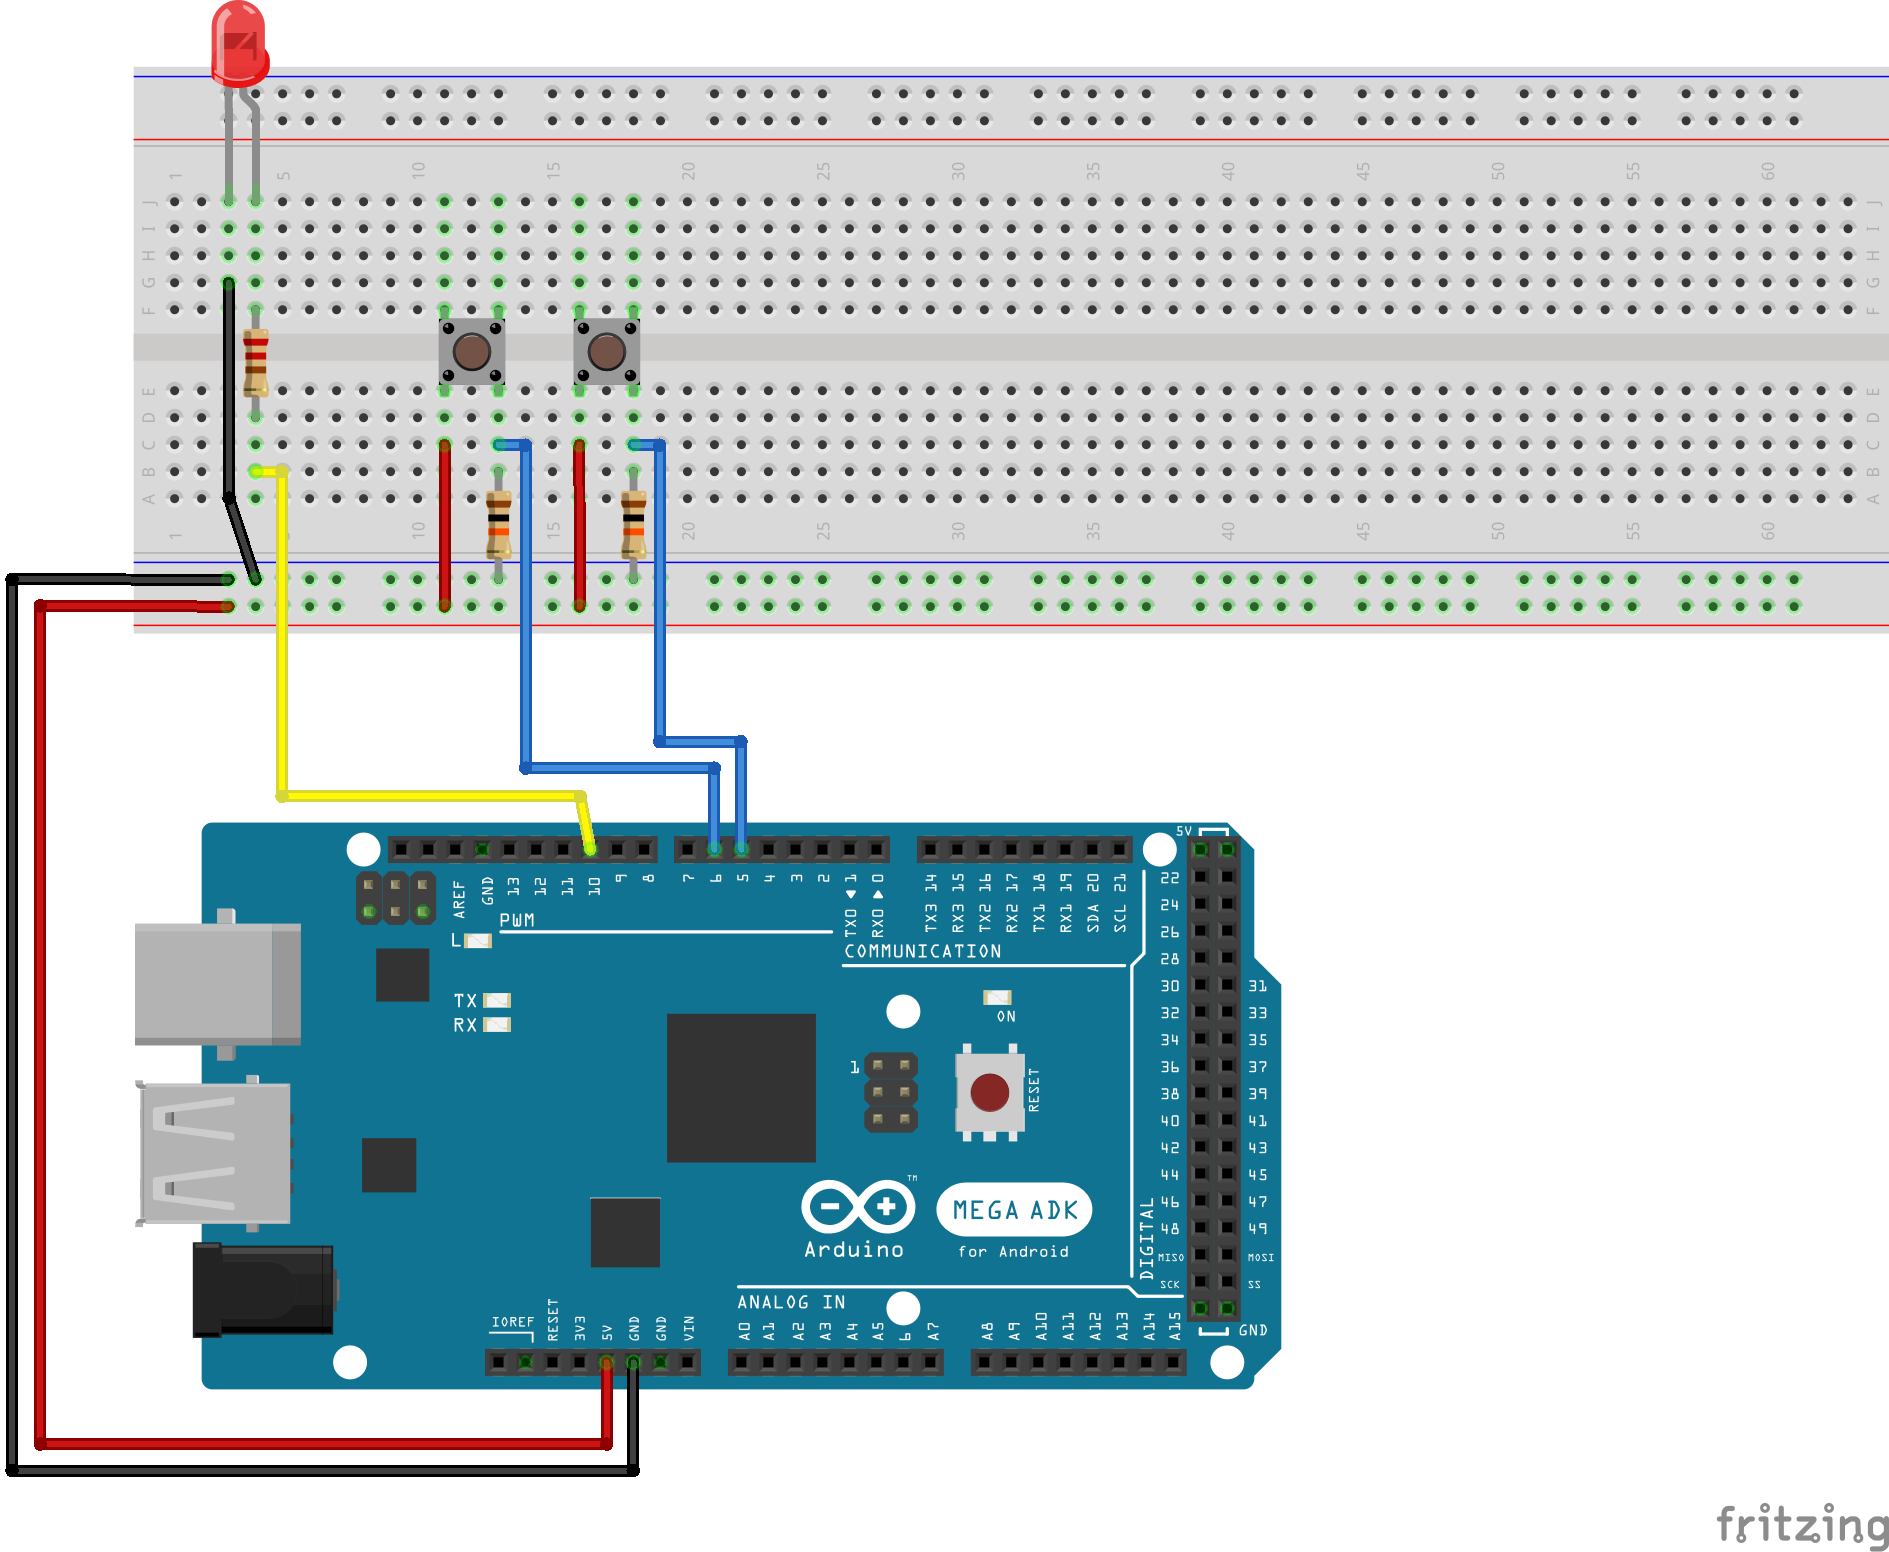 1 5 10 15 20 25 30 35 40 45 50 55 60
J J
I I
H H
G G
F F
E E
D D
C C
B B
A A
1 10 15 20 25 30 35 40 45 50 55 60
5V
AREF GND 13 12 11 10 9 8 7 6 5 4 3 2 TX0 1 RX0 0 TX3 14 RX3 15 TX2 16 RX2 17 TX1 18 RX1 19 SDA 20 SCL 21
22
24
26
28
30 31
32 33
34 35
36 37
38 39
40 41
42 43
44 45
46 47
48 49
MISO MOSI
SCK SS
GND
PWM
L
COMMUNICATION
TX
RX
ON
1
RESET
TM
MEGA ADK
Arduino
for Android
DIGITAL
ANALOG IN
IOREF RESET 3V3 5V GND GND VIN A0 A1 A2 A3 A4 A5 6 A7 A8 A9 A10 A11 A12 A13 A14 A15
fritzing